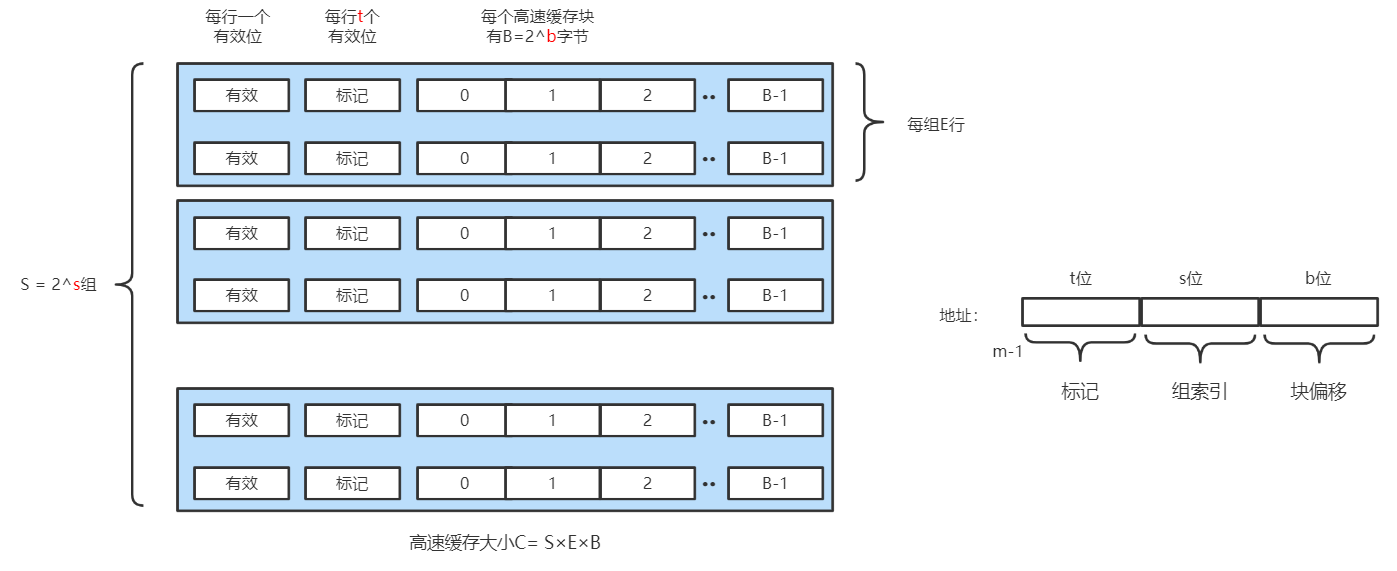 每行一个
有效位
每行t个
有效位
每个高速缓存块
有B=2^b字节
有效 标记 0 1 2 ·· B-1
有效 标记 0 1 2 ·· B-1
每组E行
有效 标记 0 1 2 ·· B-1
有效 标记 0 1 2 ·· B-1
S = 2^s组
有效 标记 0 1 2 ·· B-1
有效 标记 0 1 2 ·· B-1
高速缓存大小C= S×E×B
t位 s位 b位
地址：
m-1
标记 组索引 块偏移